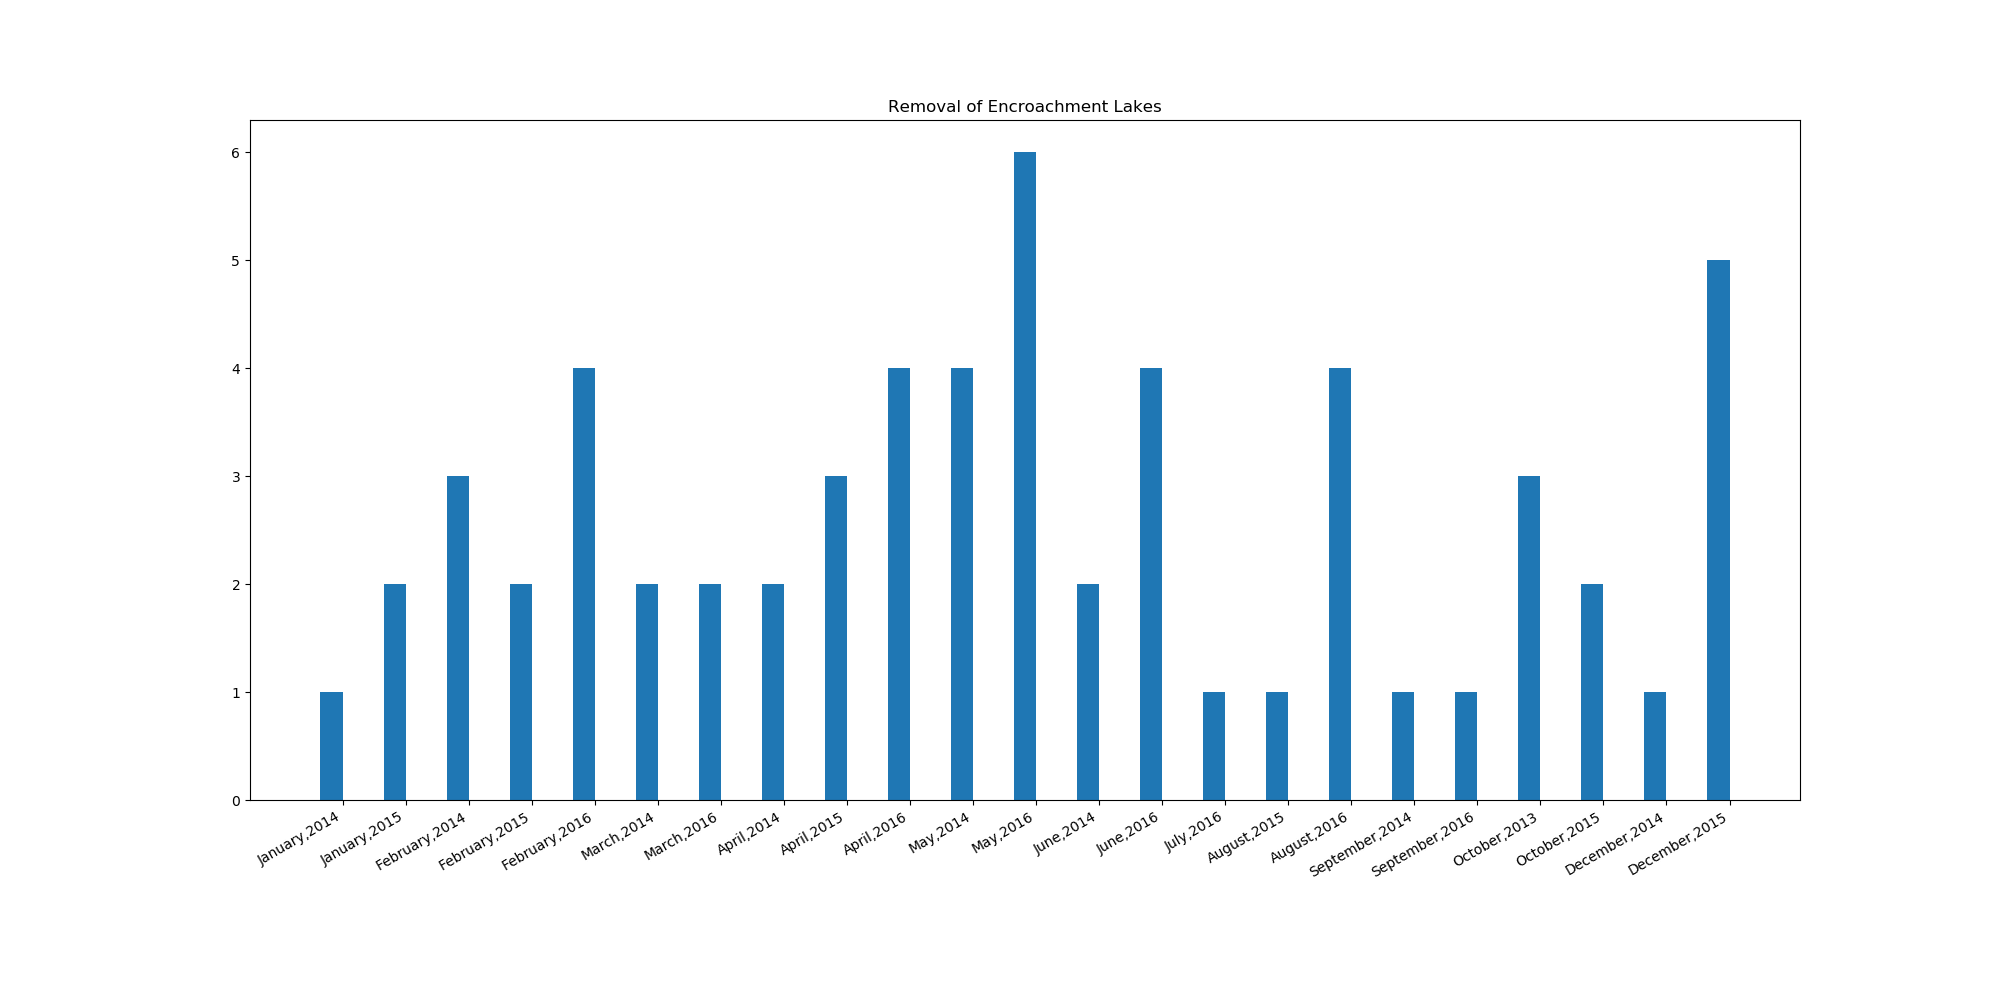 Removal of Encroachment Lakes
6
5
4
3
2
1
0
January,2014
January,2015
February,2014
February,2015
February,2016
March,2014
March,2016
April,2014
April,2015
April,2016
May,2014
May,2016
June,2014
June,2016
July,2016
August,2015
August,2016
September,2014
September,2016
October,2013
October,2015
December,2014
December,2015